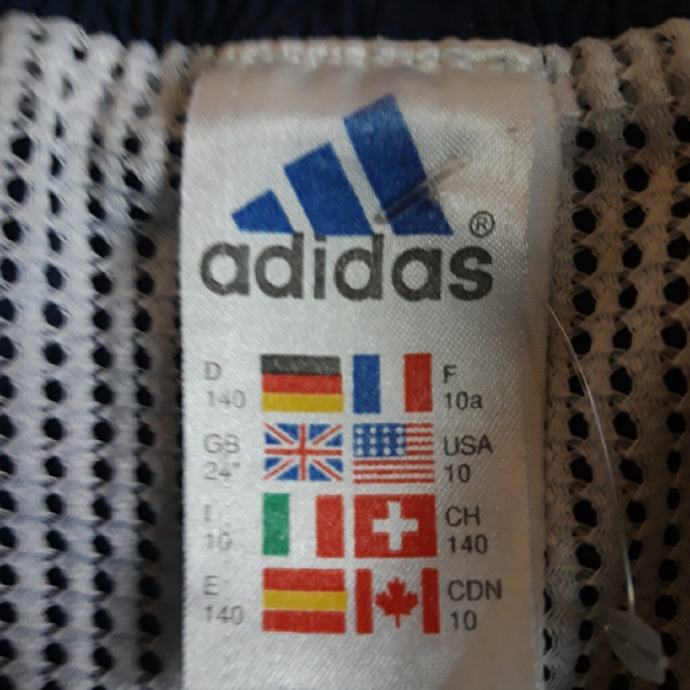 adidas®
D F
140 10a
GB USA
24" 10
I CH
10 140
E CDN
140 10